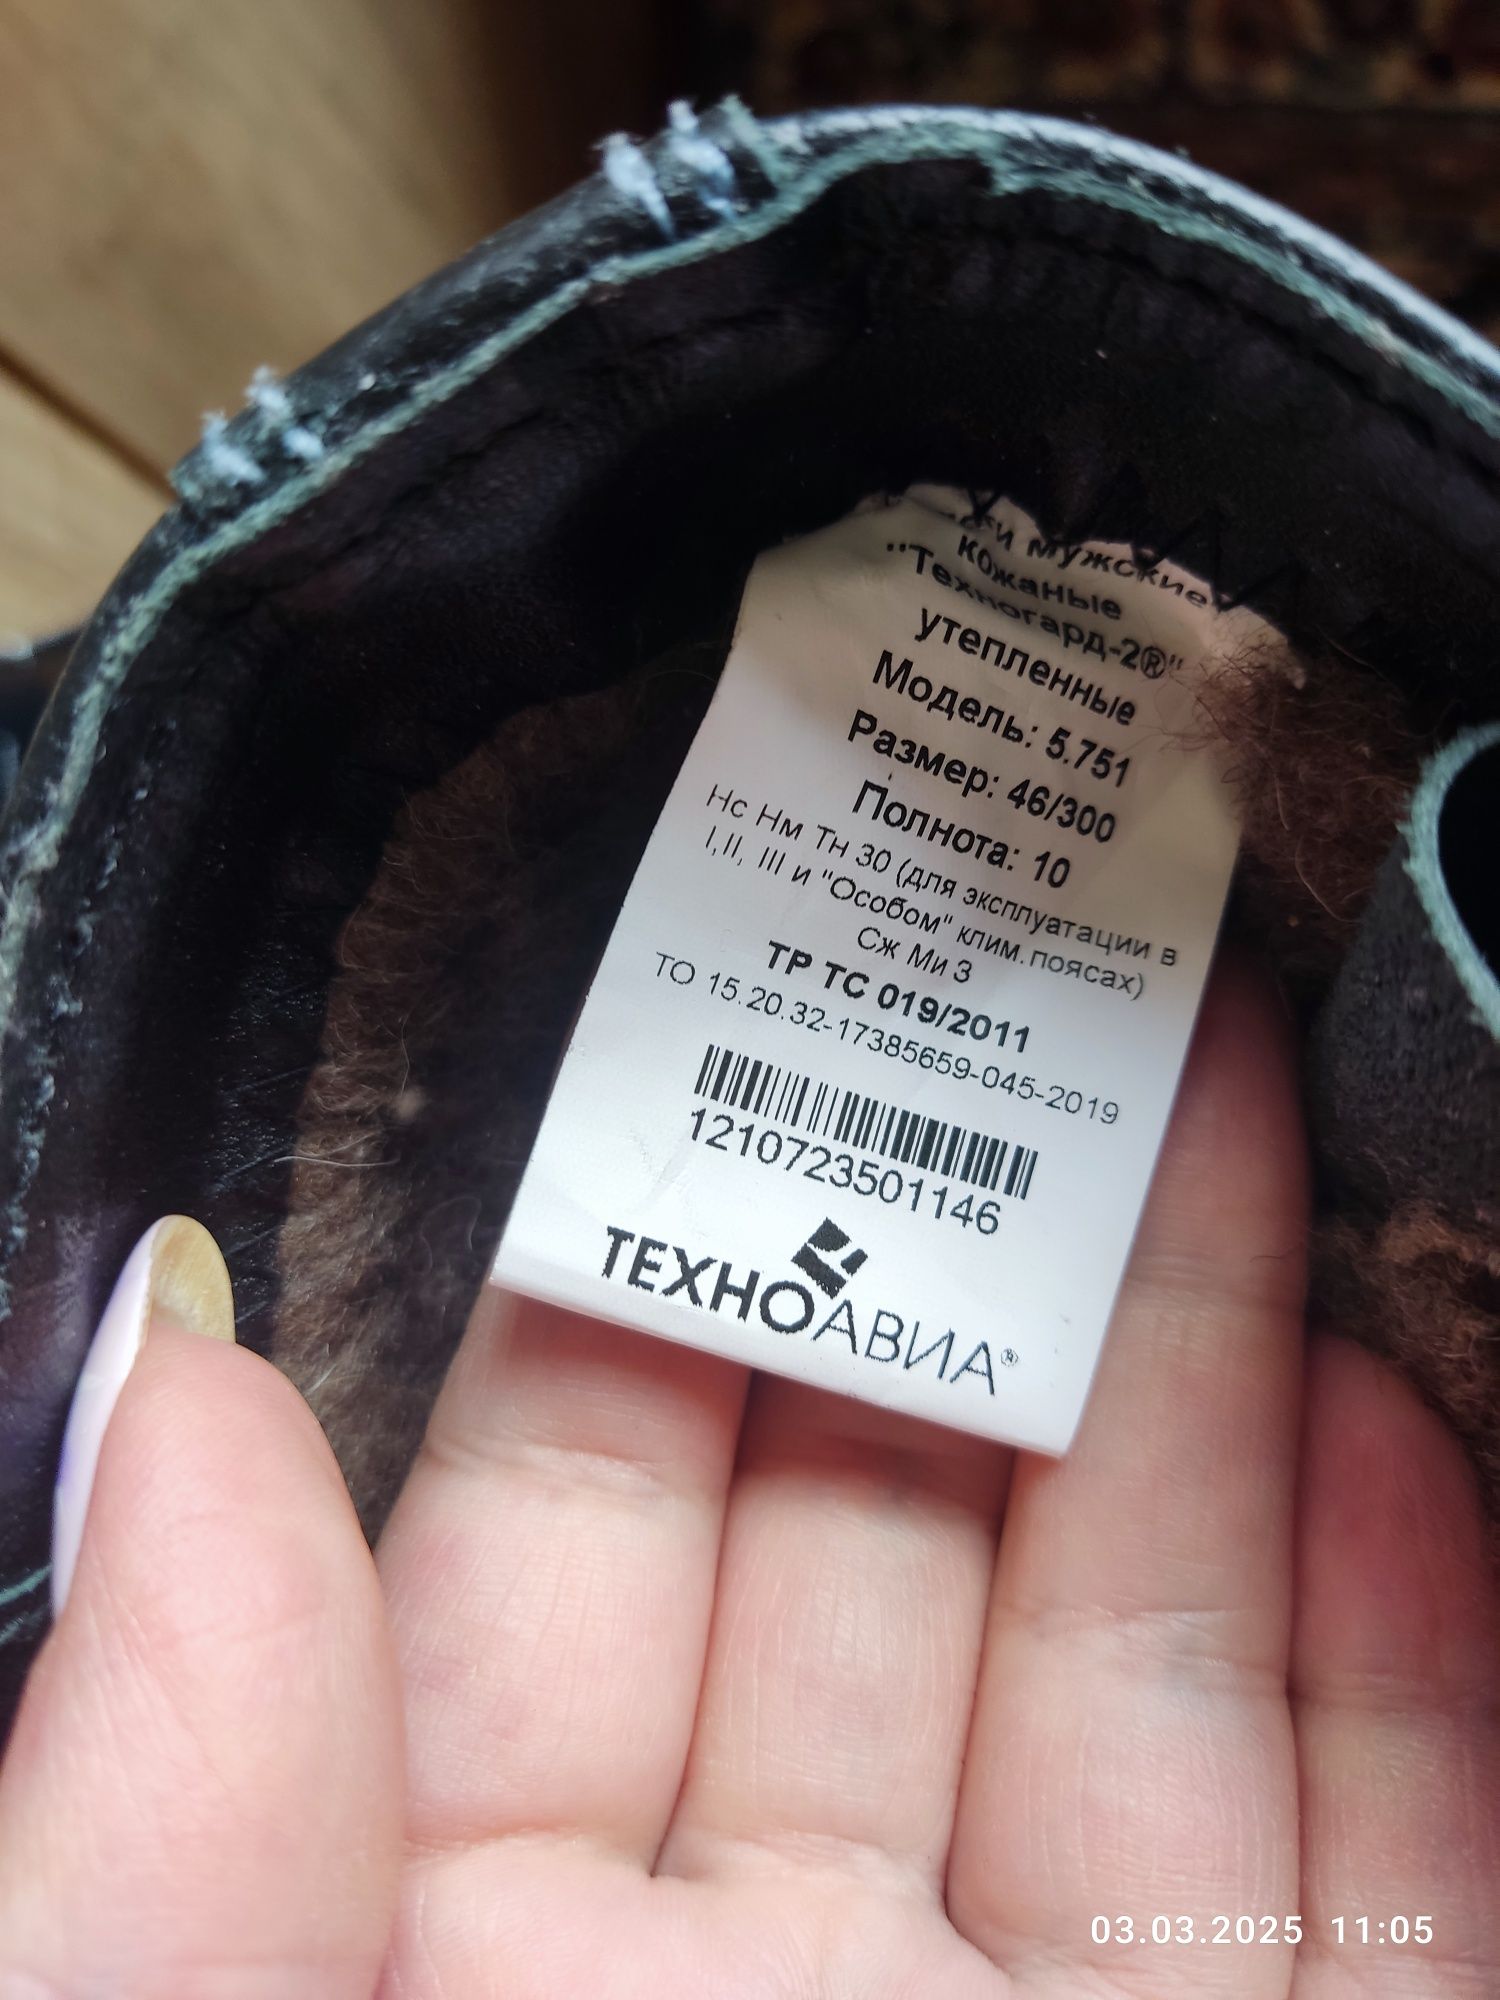 мужские
кожаные
"Техногард-2®"
утепленные
Модель: 5.751
Размер: 46/300
Полнота: 10
Нс Нм Тн 30 (для эксплуатации в
I,II, III и "Особом" клим.поясах)
Сж Ми З
ТР ТС 019/2011
ТО 15.20.32-17385659-045-2019
1210723501146
ТЕХНОАВИА®
03.03.2025 11:05